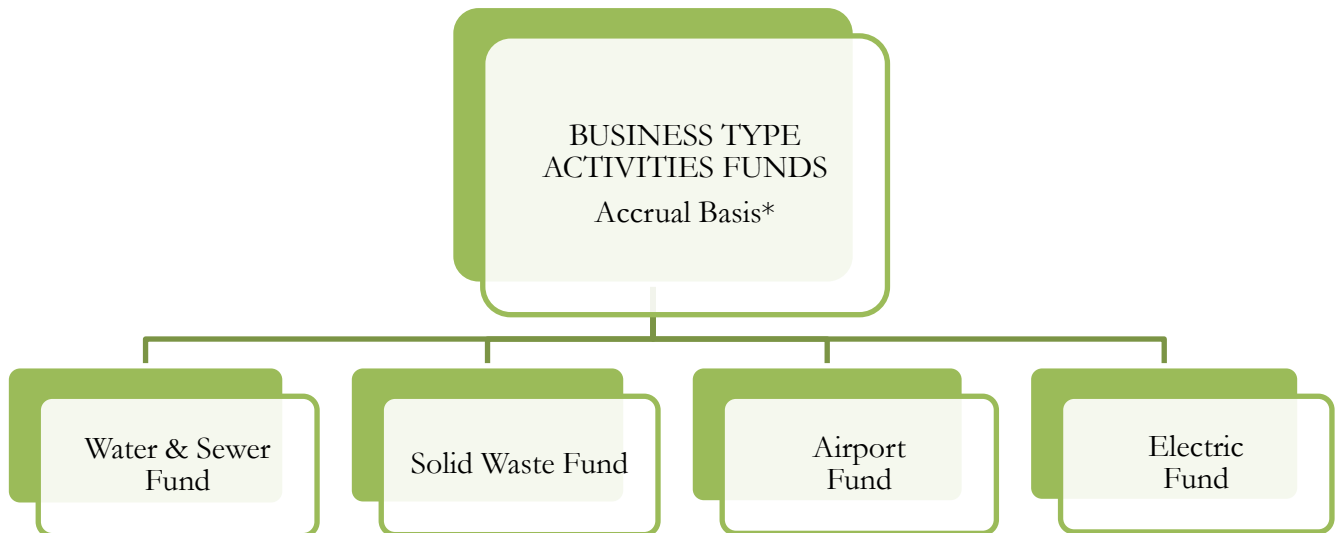 BUSINESS TYPE
ACTIVITIES FUNDS
Accrual Basis*
Water & Sewer
Fund
Solid Waste Fund
Airport
Fund
Electric
Fund